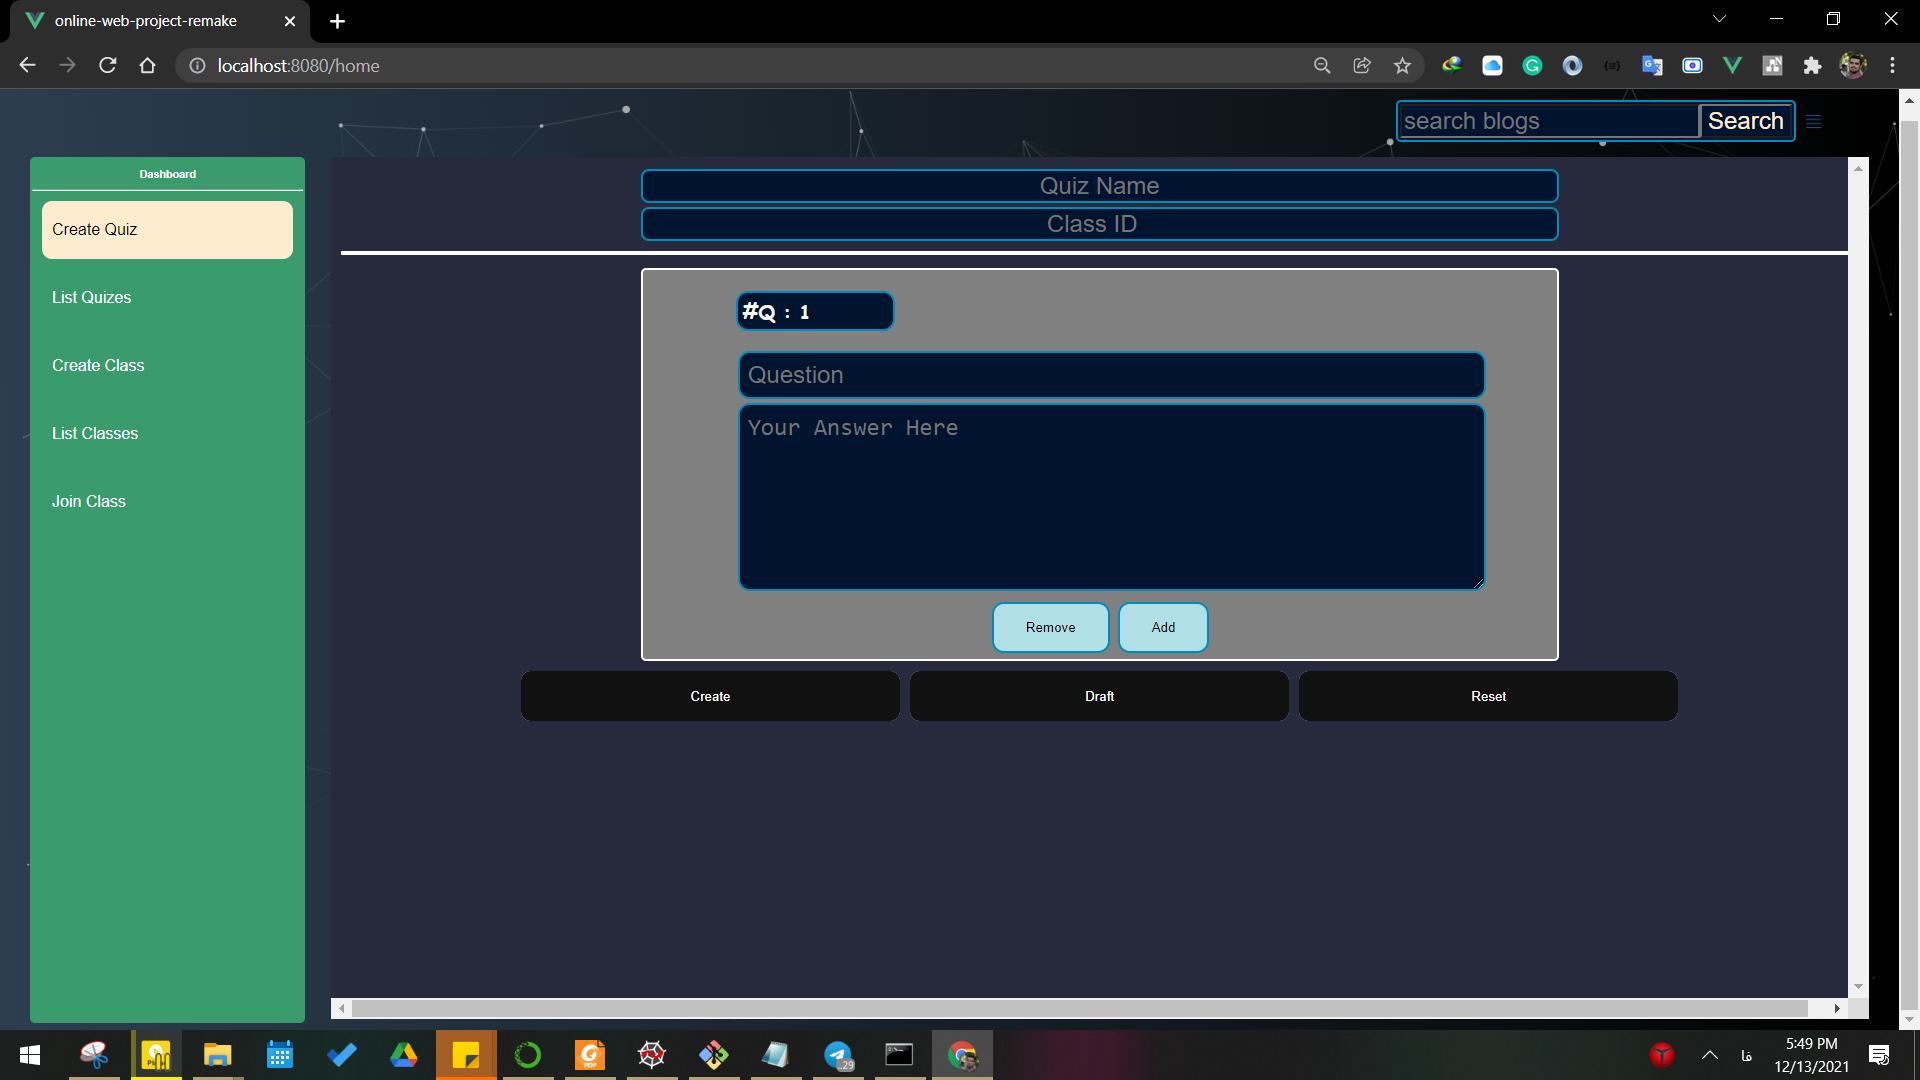 online-web-project-remake
localhost:8080/home
search blogs Search
Dashboard
Create Quiz
List Quizes
Create Class
List Classes
Join Class
Quiz Name
Class ID
#Q : 1
Question
Your Answer Here
Remove Add
Create Draft Reset
PDF
..29
فا
5:49 PM
12/13/2021